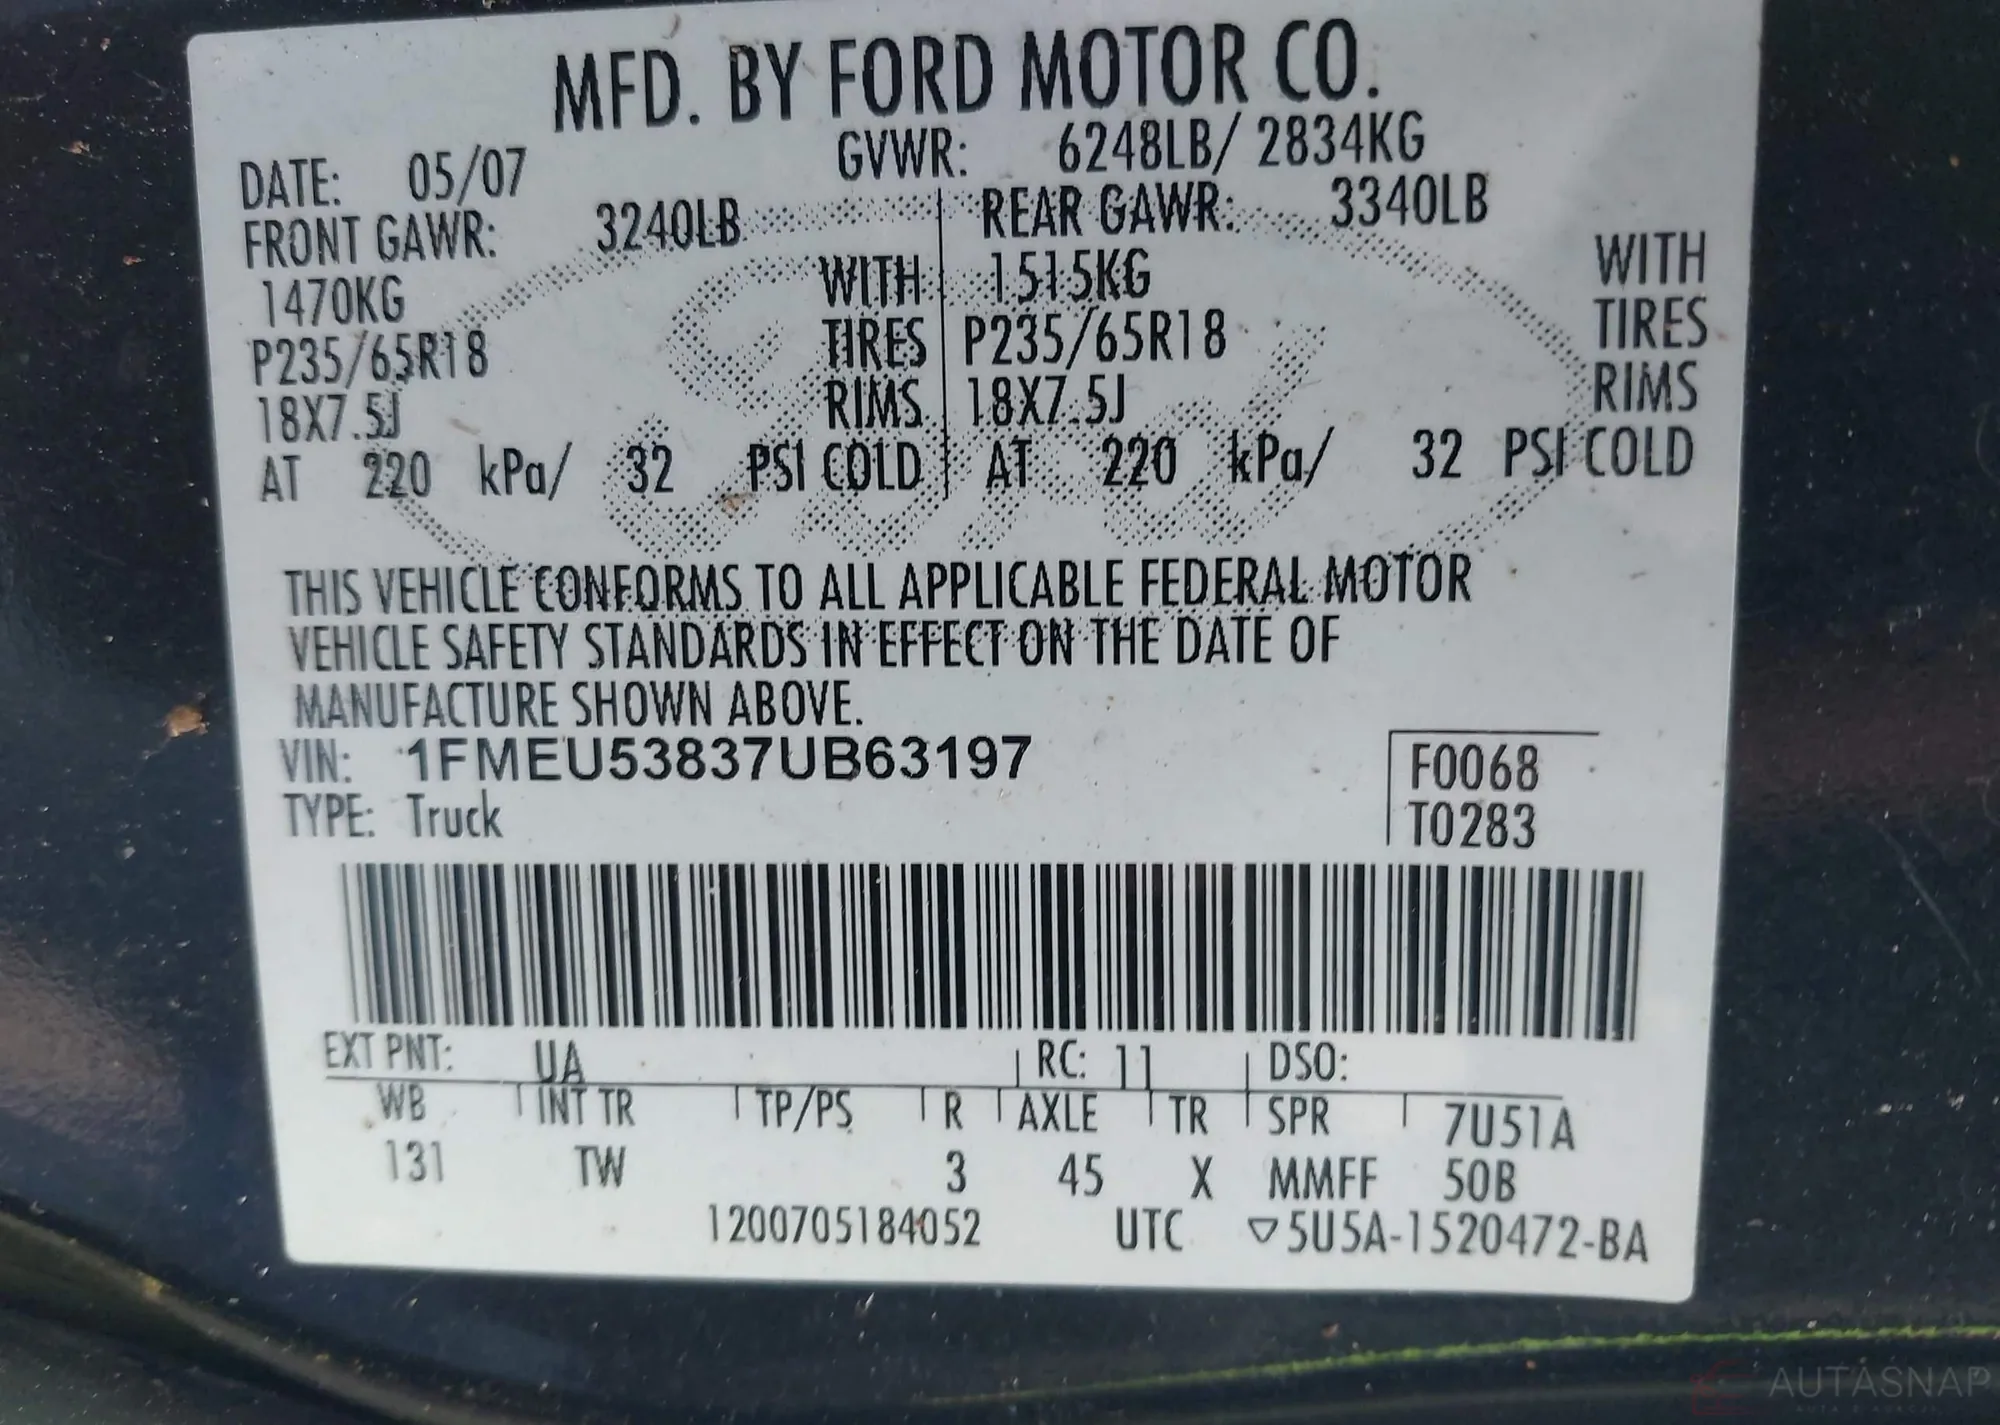 MFD. BY FORD MOTOR CO.
DATE: 05/07 GVWR: 6248LB/ 2834KG
FRONT GAWR: 3240LB REAR GAWR: 3340LB
1470KG WITH 1515KG WITH
P235/65R18 TIRES P235/65R18 TIRES
18X7.5J RIMS 18X7.5J RIMS
AT 220 kPa/ 32 PSI COLD AT 220 kPa/ 32 PSI COLD
THIS VEHICLE CONFORMS TO ALL APPLICABLE FEDERAL MOTOR
VEHICLE SAFETY STANDARDS IN EFFECT ON THE DATE OF
MANUFACTURE SHOWN ABOVE.
VIN: 1FMEU53837UB63197 F0068
TYPE: Truck T0283
EXT PNT: UA RC: 11 DSO:
WB INT TR TP/PS R AXLE TR SPR 7U51A
131 TW 3 45 X MMFF 50B
1200705184052 UTC ▽5U5A-1520472-BA
AUTASNAP